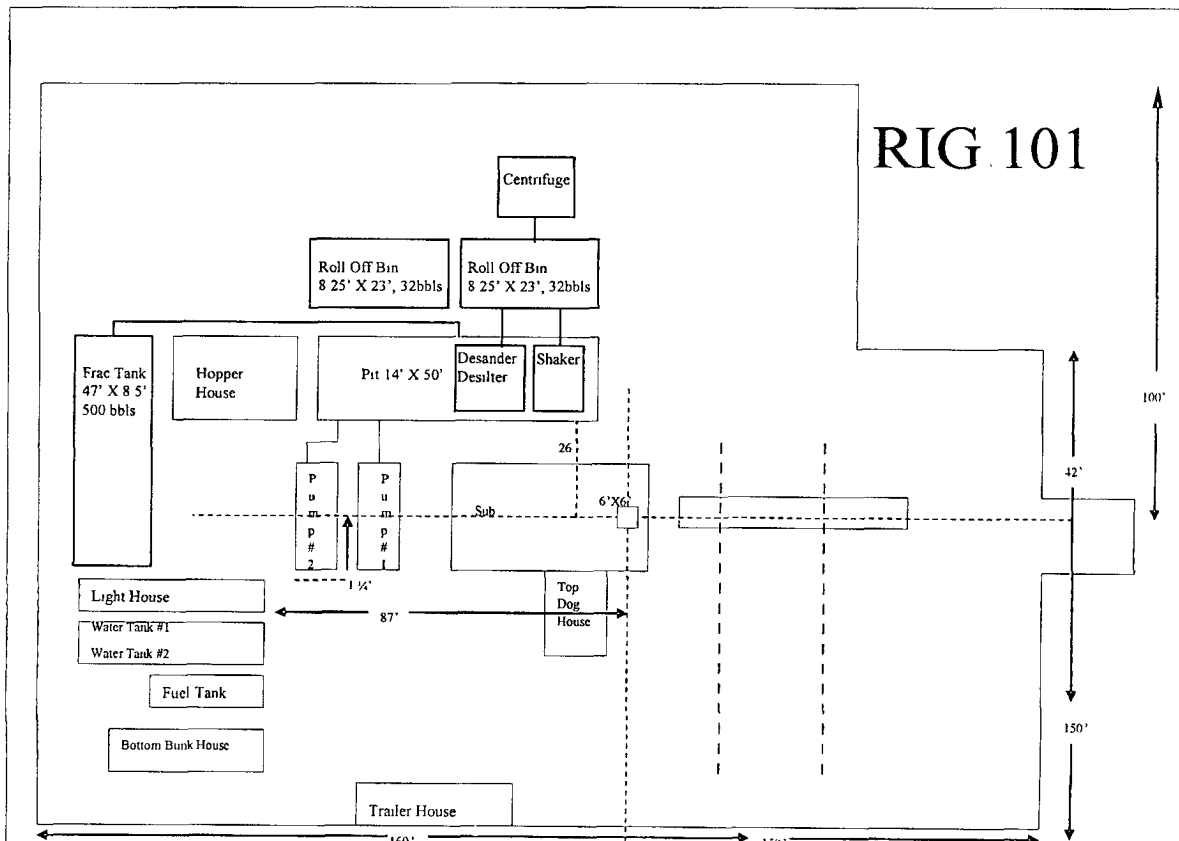 RIG 101
Centrifuge
Roll Off Bin
8 25' X 23', 32bbls
Roll Off Bin
8 25' X 23', 32bbls
Frac Tank
47' X 8 5'
500 bbls
Hopper
House
Pit 14' X 50'
Desander
Desilter
Shaker
100'
26
42'
Pump #2
Pump #1
Sub
6'X6'
1 ¼'
Top
Dog
House
Light House
87'
Water Tank #1
Water Tank #2
Fuel Tank
150'
Bottom Bunk House
Trailer House
160'